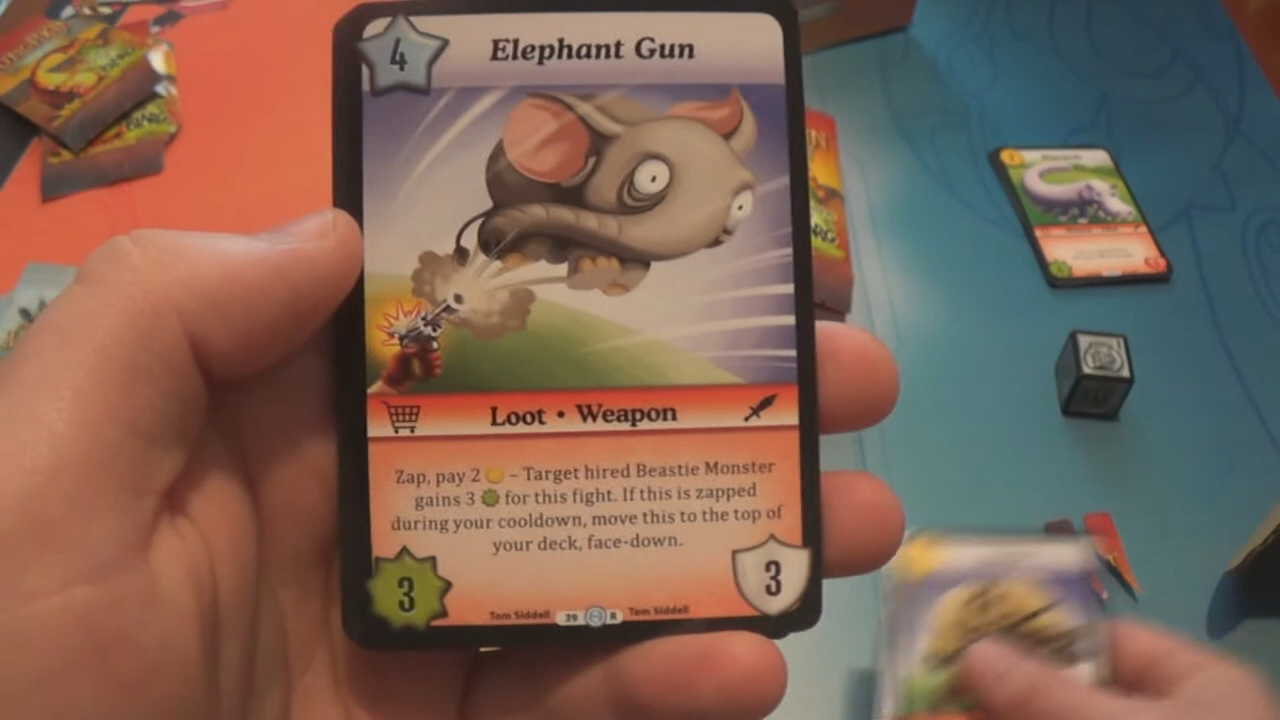 4
Elephant Gun
Loot • Weapon
Zap, pay 2 – Target hired Beastie Monster
gains 3 for this fight. If this is zapped
during your cooldown, move this to the top of
your deck, face-down.
3
3
Tom Siddell 39 R Tom Siddell